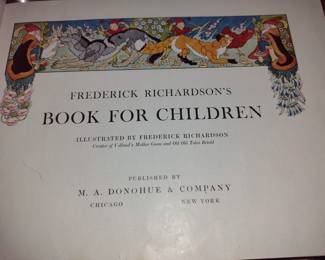 FREDERICK RICHARDSON'S
BOOK FOR CHILDREN
ILLUSTRATED BY FREDERICK RICHARDSON
Creator of Volland's Mother Goose and Old Old Tales Retold
PUBLISHED BY
M. A. DONOHUE & COMPANY
CHICAGO NEW YORK